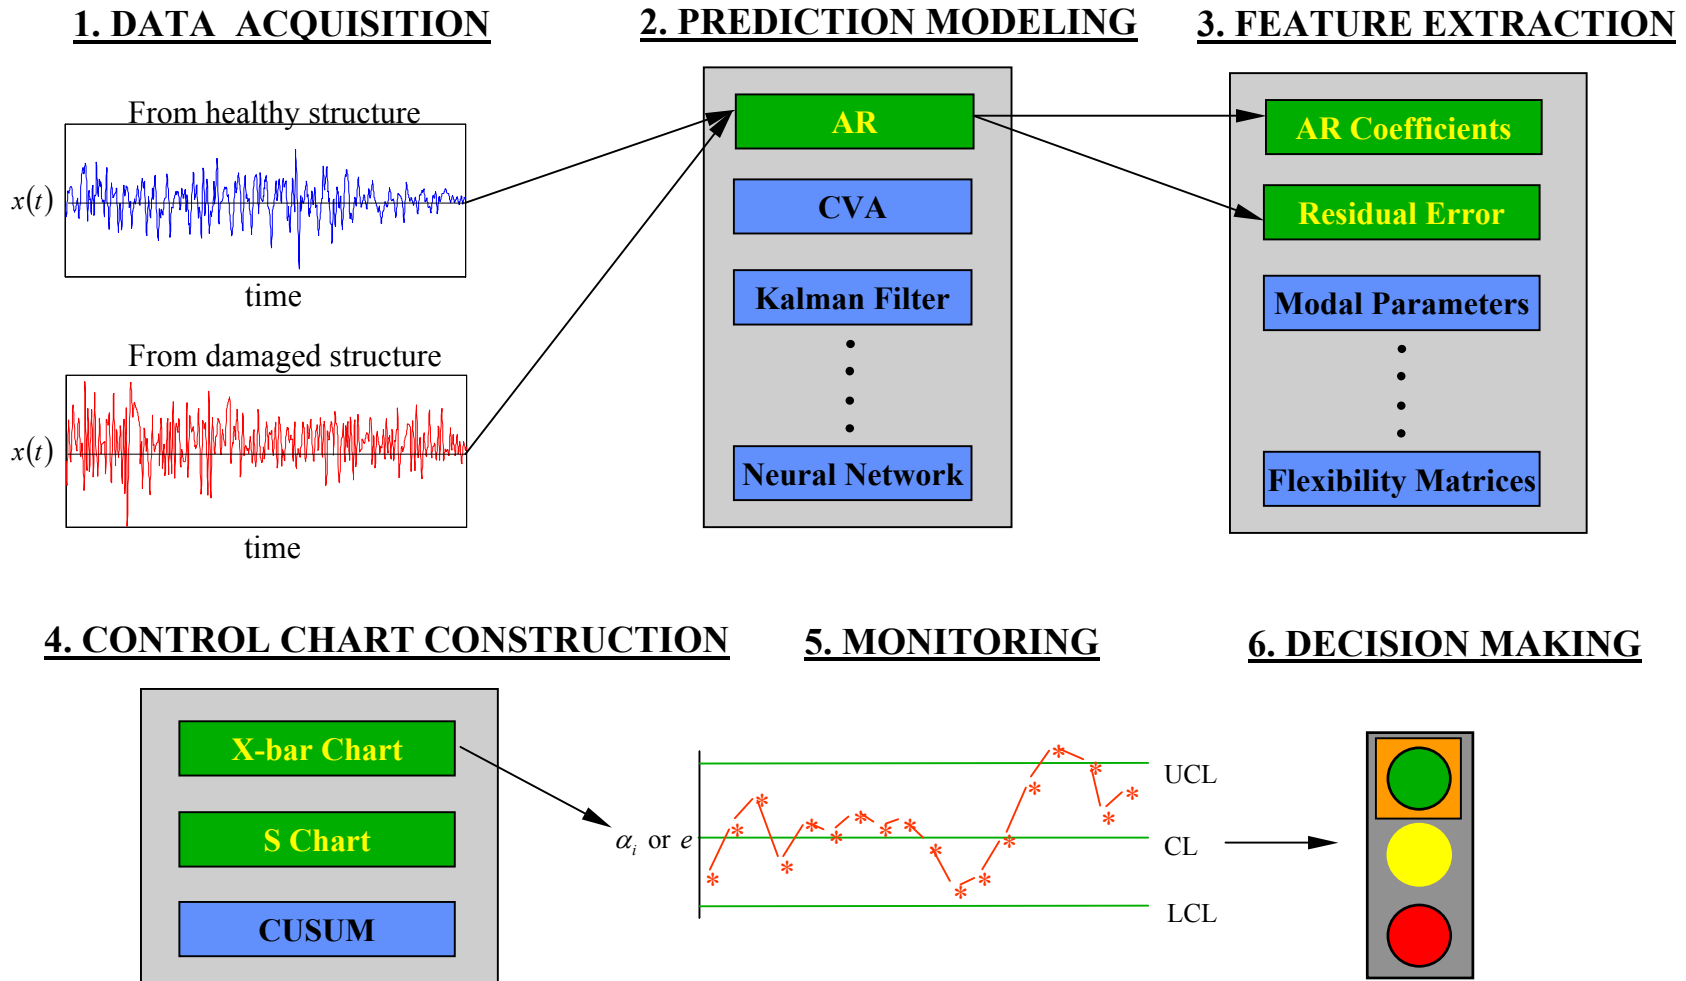 1. DATA ACQUISITION
From healthy structure
x(t)
time
From damaged structure
x(t)
time
2. PREDICTION MODELING
AR
CVA
Kalman Filter
Neural Network
3. FEATURE EXTRACTION
AR Coefficients
Residual Error
Modal Parameters
Flexibility Matrices
4. CONTROL CHART CONSTRUCTION
X-bar Chart
S Chart
CUSUM
5. MONITORING
αᵢ or e
UCL
CL
LCL
6. DECISION MAKING